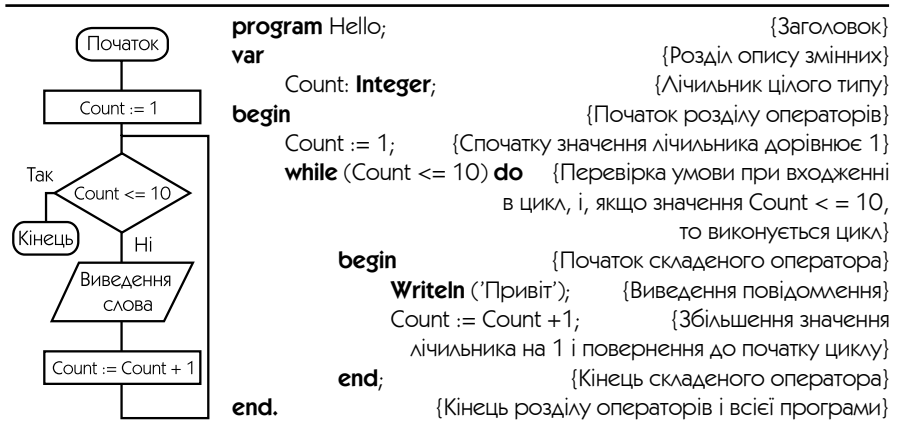 Початок
Count := 1
Так
Count <= 10
Кінець
Ні
Виведення
слова
Count := Count + 1
program Hello; {Заголовок}
var {Розділ опису змінних}
Count: Integer; {Лічильник цілого типу}
begin {Початок розділу операторів}
Count := 1; {Спочатку значення лічильника дорівнює 1}
while (Count <= 10) do {Перевірка умови при входженні
в цикл, і, якщо значення Count < = 10,
то виконується цикл}
begin {Початок складеного оператора}
Writeln ('Привіт'); {Виведення повідомлення}
Count := Count +1; {Збільшення значення
лічильника на 1 і повернення до початку циклу}
end; {Кінець складеного оператора}
end. {Кінець розділу операторів і всієї програми}